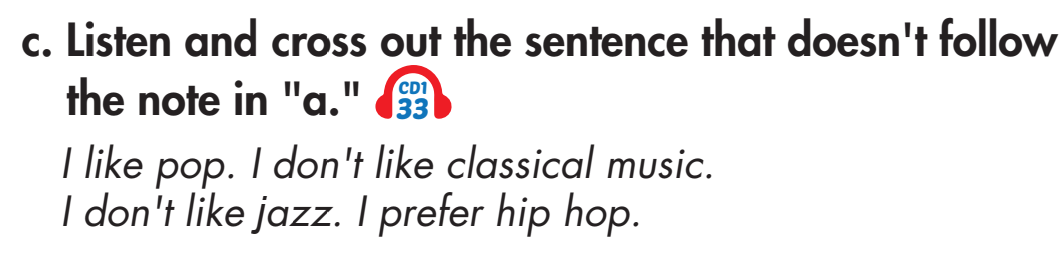 c. Listen and cross out the sentence that doesn't follow
the note in "a." CD1 33
I like pop. I don't like classical music.
I don't like jazz. I prefer hip hop.